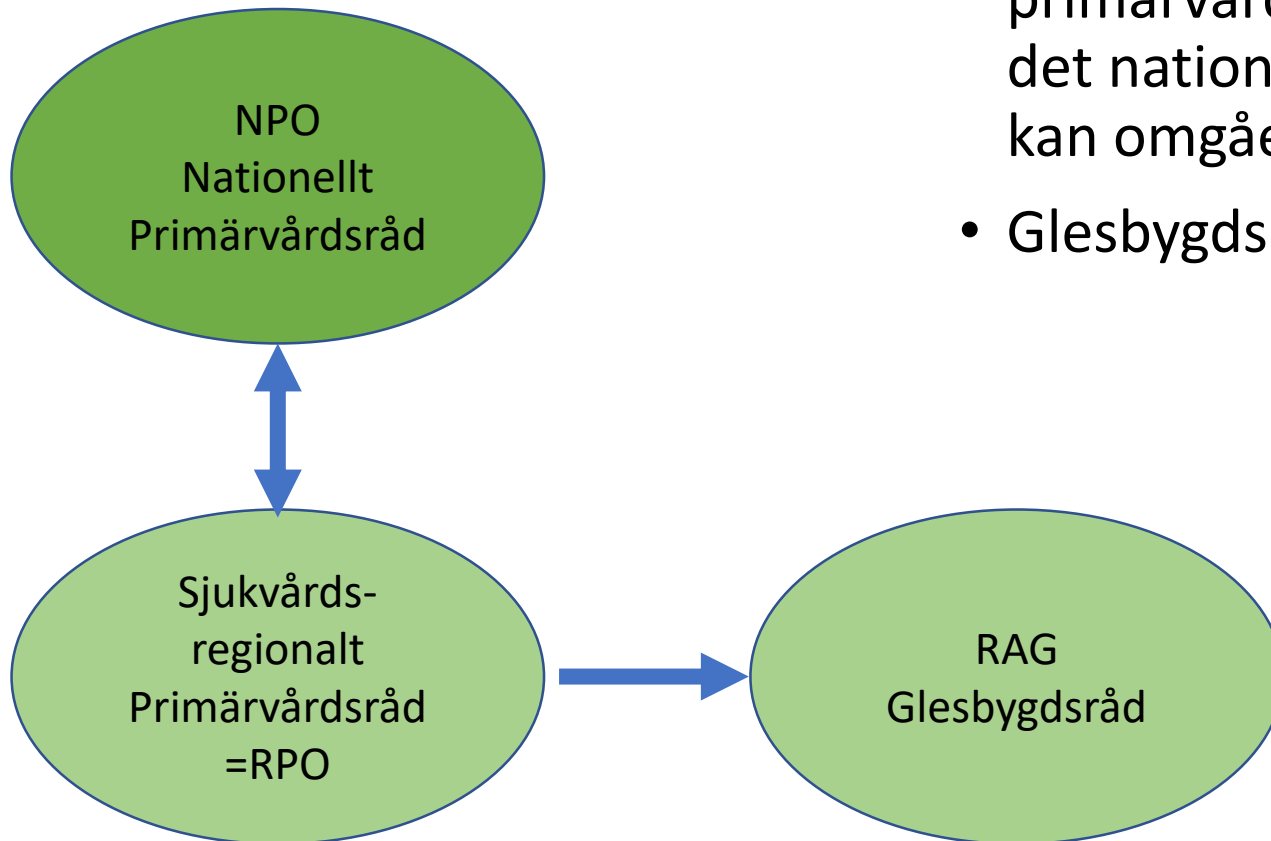 NPO
Nationellt
Primärvårdsråd
Sjukvårds-
regionalt
Primärvårdsråd
=RPO
RAG
Glesbygdsråd
det nation
kan omgåe
• Glesbygds